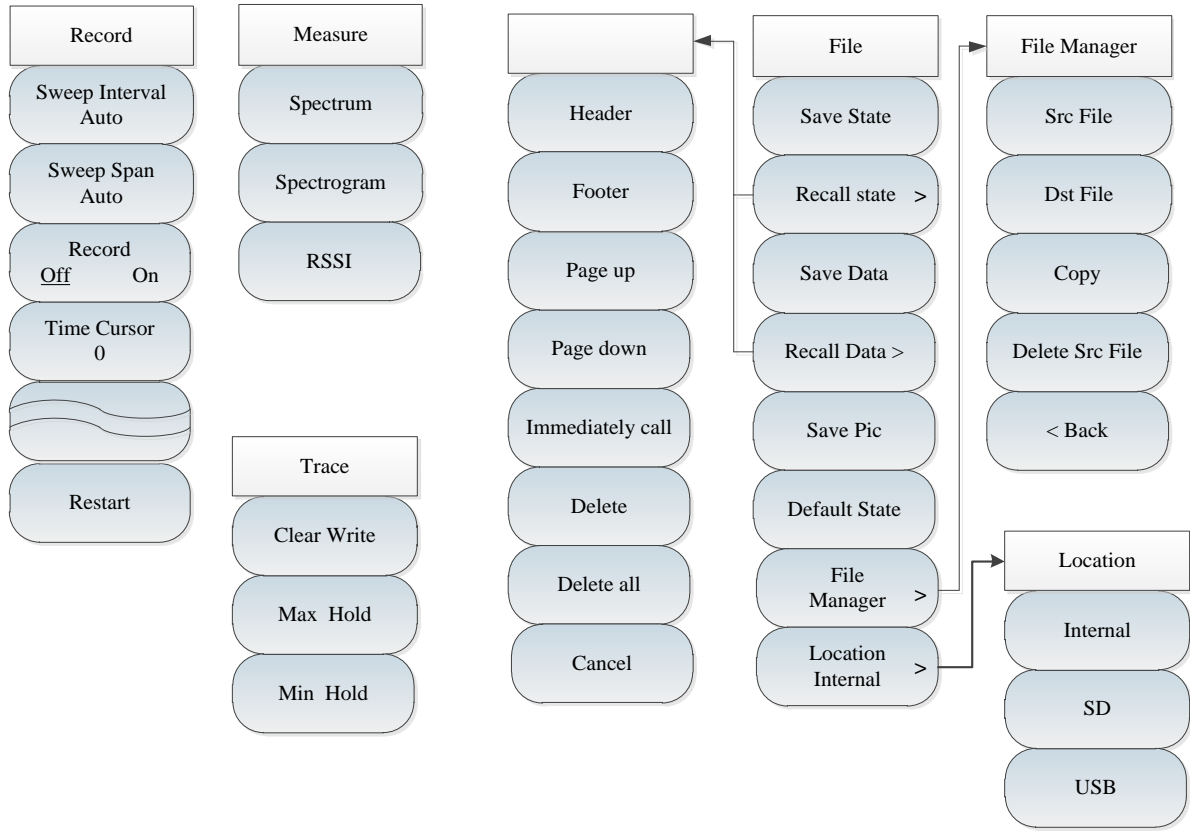 Record
Sweep Interval
Auto
Sweep Span
Auto
Record
Off On
Time Cursor
0
Restart
Measure
Spectrum
Spectrogram
RSSI
Trace
Clear Write
Max Hold
Min Hold
Header
Footer
Page up
Page down
Immediately call
Delete
Delete all
Cancel
File
Save State
Recall state >
Save Data
Recall Data >
Save Pic
Default State
File
Manager >
Location
Internal >
File Manager
Src File
Dst File
Copy
Delete Src File
< Back
Location
Internal
SD
USB